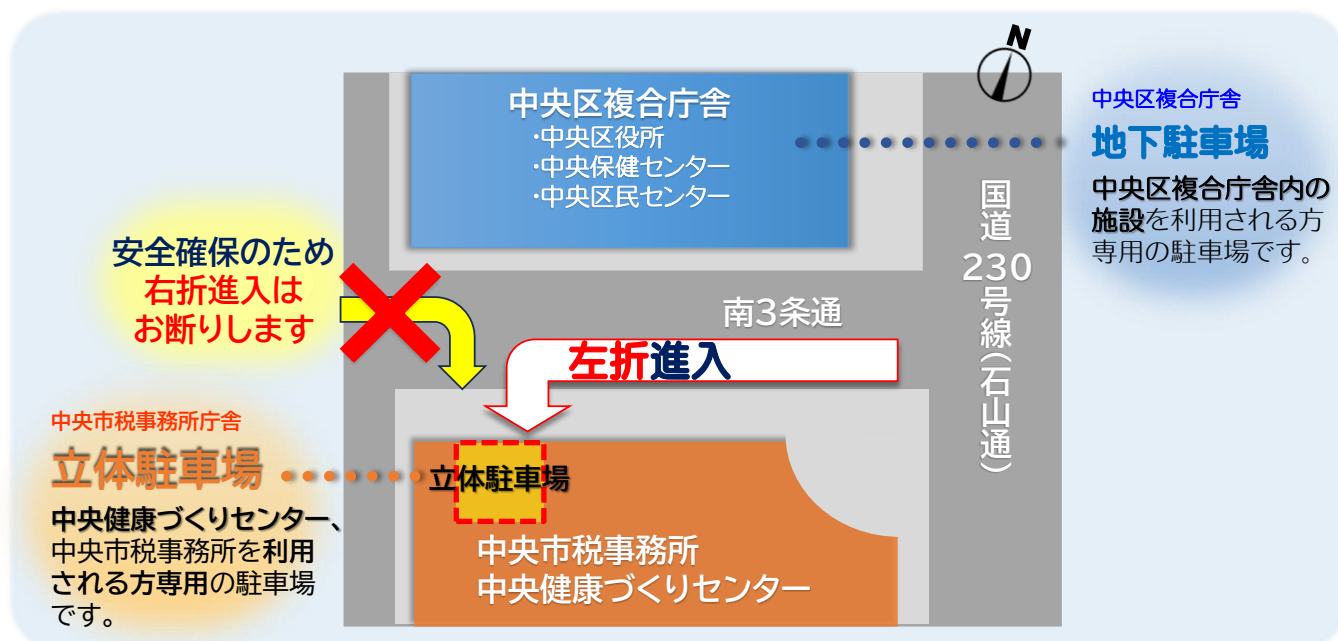 N
中央区複合庁舎
・中央区役所
・中央保健センター
・中央区民センター
中央区複合庁舎
地下駐車場
中央区複合庁舎内の
施設を利用される方
専用の駐車場です。
国道230号線(石山通)
安全確保のため
右折進入は
お断りします
南3条通
左折進入
中央市税事務所庁舎
立体駐車場
中央健康づくりセンター、
中央市税事務所を利用
される方専用の駐車場
です。
立体駐車場
中央市税事務所
中央健康づくりセンター